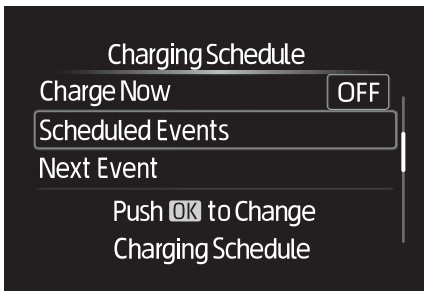 Charging Schedule
Charge Now OFF
Scheduled Events
Next Event
Push OK to Change
Charging Schedule